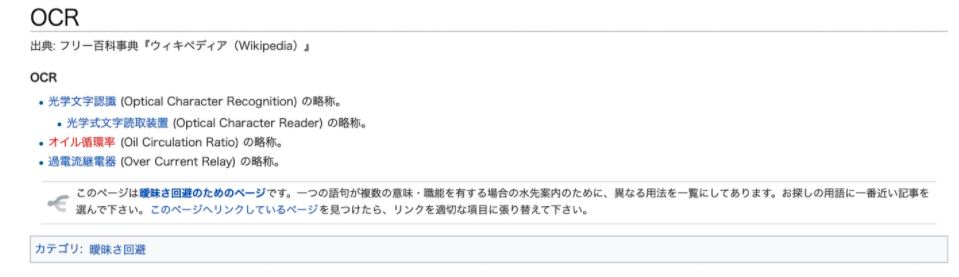 OCR
出典: フリー百科事典『ウィキペディア（Wikipedia）』
OCR
光学文字認識 (Optical Character Recognition) の略称。
光学式文字読取装置 (Optical Character Reader) の略称。
オイル循環率 (Oil Circulation Ratio) の略称。
過電流継電器 (Over Current Relay) の略称。
このページは曖昧さ回避のためのページです。一つの語句が複数の意味・職能を有する場合の水先案内のために、異なる用法を一覧にしてあります。お探しの用語に一番近い記事を
選んで下さい。このページへリンクしているページを見つけたら、リンクを適切な項目に張り替えて下さい。
カテゴリ: 曖昧さ回避